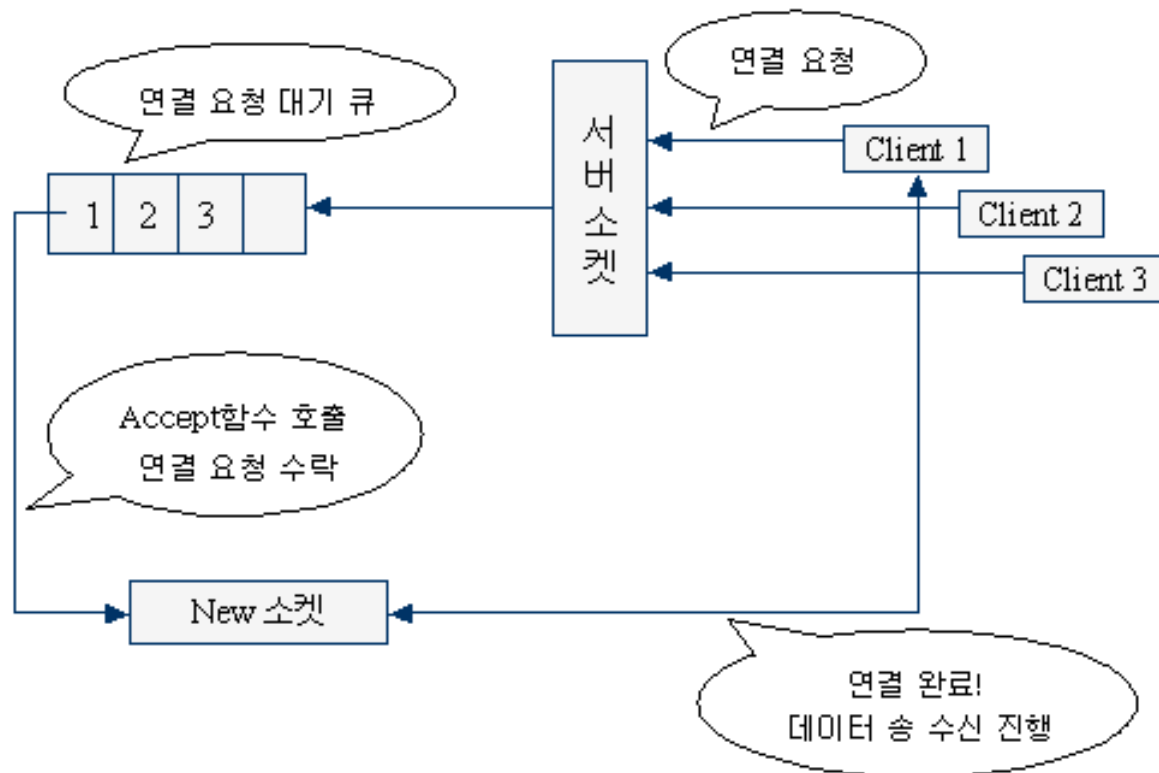 연결 요청
연결 요청 대기 큐
서버소켓
Client 1
Client 2
Client 3
1 2 3
Accept함수 호출
연결 요청 수락
New 소켓
연결 완료!
데이터 송 수신 진행